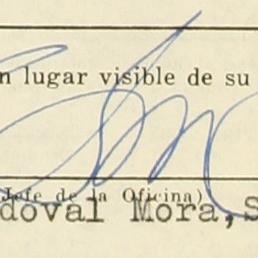 n lugar visible de su
(Jefe de la Oficina)
doval Mora, S